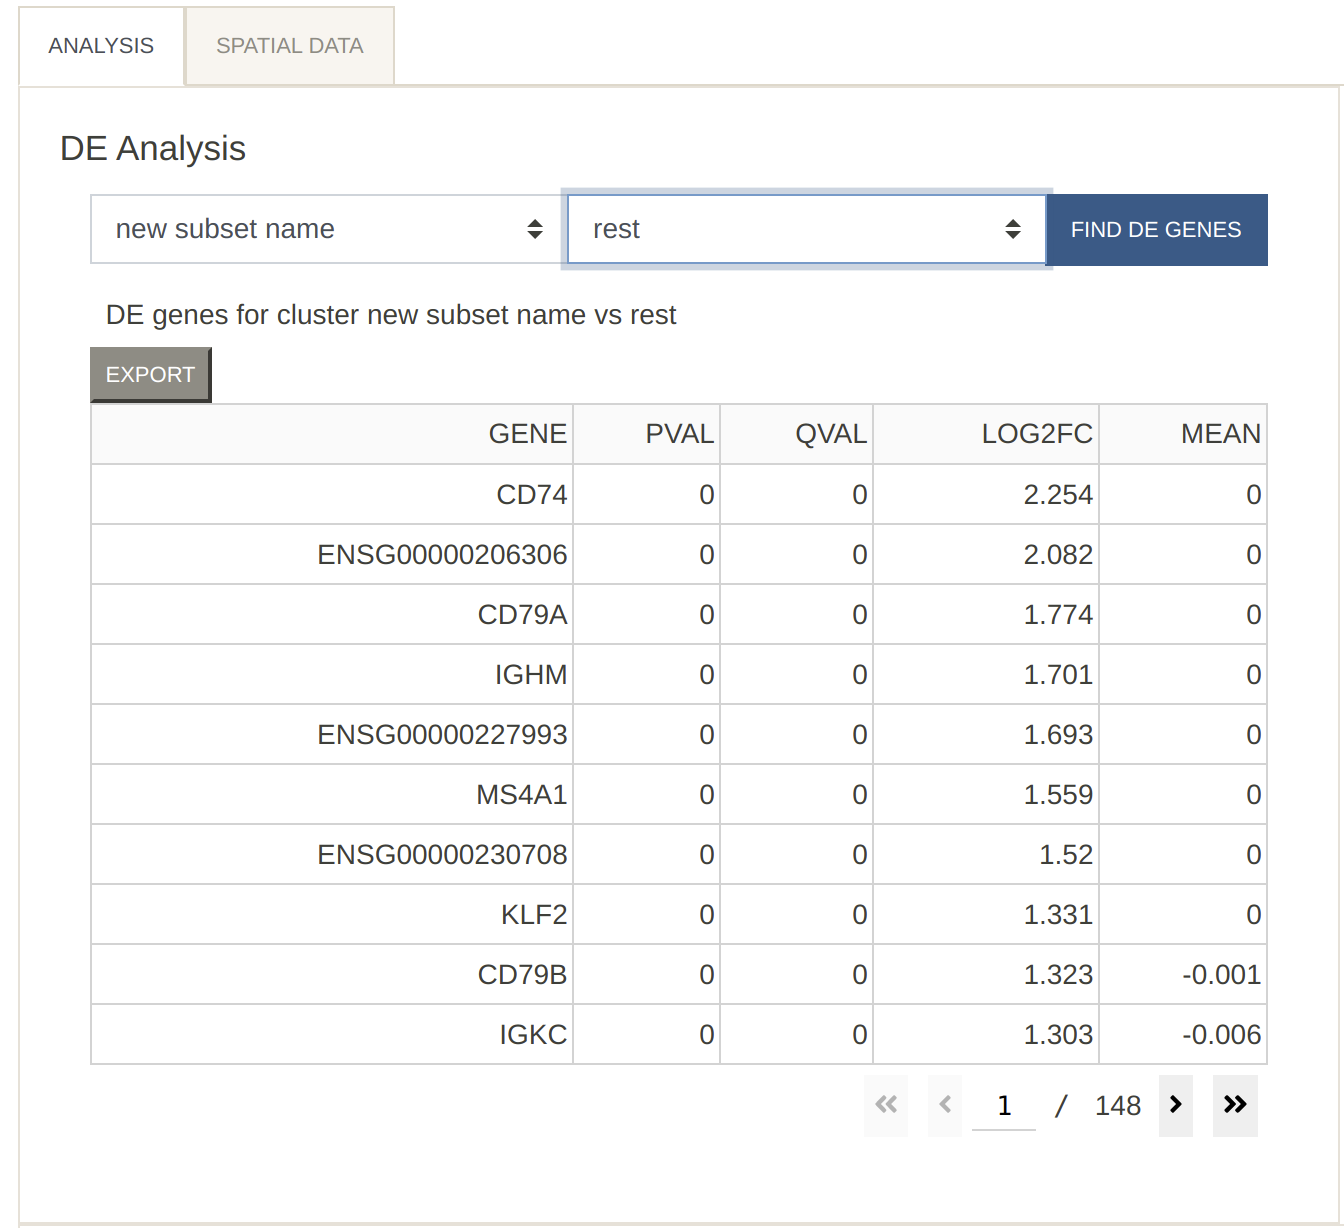 ANALYSIS SPATIAL DATA
DE Analysis
new subset name rest FIND DE GENES
DE genes for cluster new subset name vs rest
EXPORT
GENE PVAL QVAL LOG2FC MEAN
CD74 0 0 2.254 0
ENSG00000206306 0 0 2.082 0
CD79A 0 0 1.774 0
IGHM 0 0 1.701 0
ENSG00000227993 0 0 1.693 0
MS4A1 0 0 1.559 0
ENSG00000230708 0 0 1.52 0
KLF2 0 0 1.331 0
CD79B 0 0 1.323 -0.001
IGKC 0 0 1.303 -0.006
1 / 148